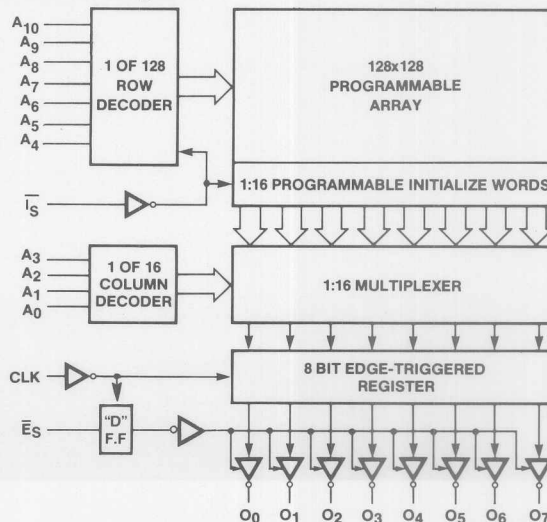 A10
A9
A8
A7
A6
A5
A4
1 OF 128
ROW
DECODER
128x128
PROGRAMMABLE
ARRAY
1:16 PROGRAMMABLE INITIALIZE WORDS
IS
A3
A2
A1
A0
1 OF 16
COLUMN
DECODER
1:16 MULTIPLEXER
CLK
8 BIT EDGE-TRIGGERED
REGISTER
ES
"D"
F.F
O0 O1 O2 O3 O4 O5 O6 O7